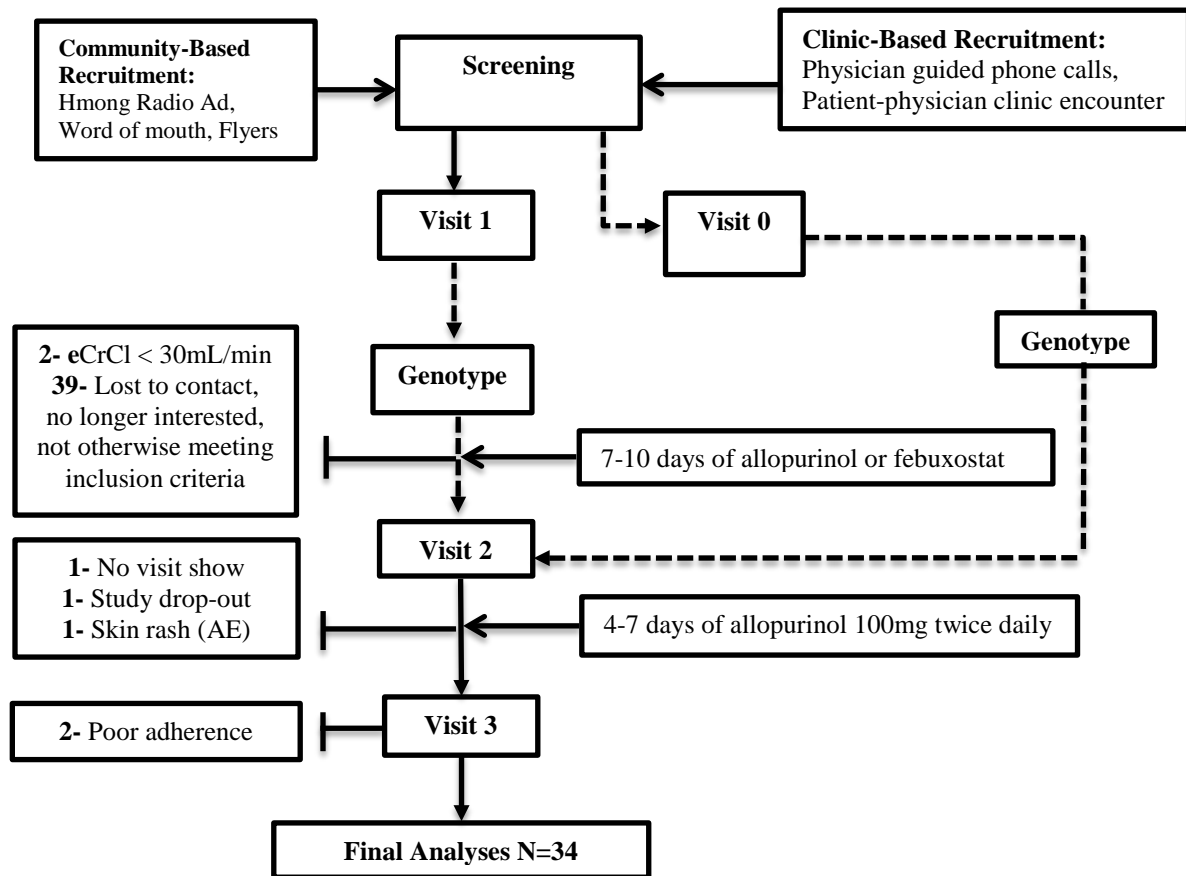 Community-Based
Recruitment:
Hmong Radio Ad,
Word of mouth, Flyers
Screening
Clinic-Based Recruitment:
Physician guided phone calls,
Patient-physician clinic encounter
Visit 1
Visit 0
Genotype
Genotype
2- eCrCl < 30mL/min
39- Lost to contact,
no longer interested,
not otherwise meeting
inclusion criteria
7-10 days of allopurinol or febuxostat
Visit 2
1- No visit show
1- Study drop-out
1- Skin rash (AE)
4-7 days of allopurinol 100mg twice daily
2- Poor adherence
Visit 3
Final Analyses N=34